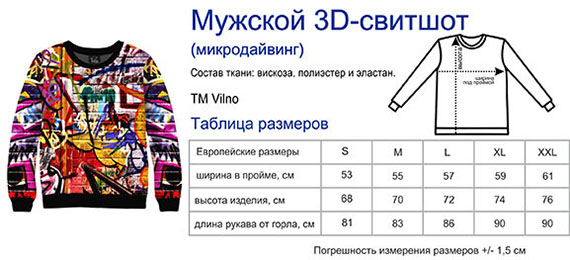 Мужской 3D-свитшот
(микродайвинг)
Состав ткани: вискоза, полиэстер и эластан.
TM Vilno
Таблица размеров
высота
ширина
под проймой
Европейские размеры S M L XL XXL
ширина в пройме, см 53 55 57 59 61
высота изделия, см 68 70 72 74 76
длина рукава от горла, см 81 83 86 90 90
Погрешность измерения размеров +/- 1,5 см